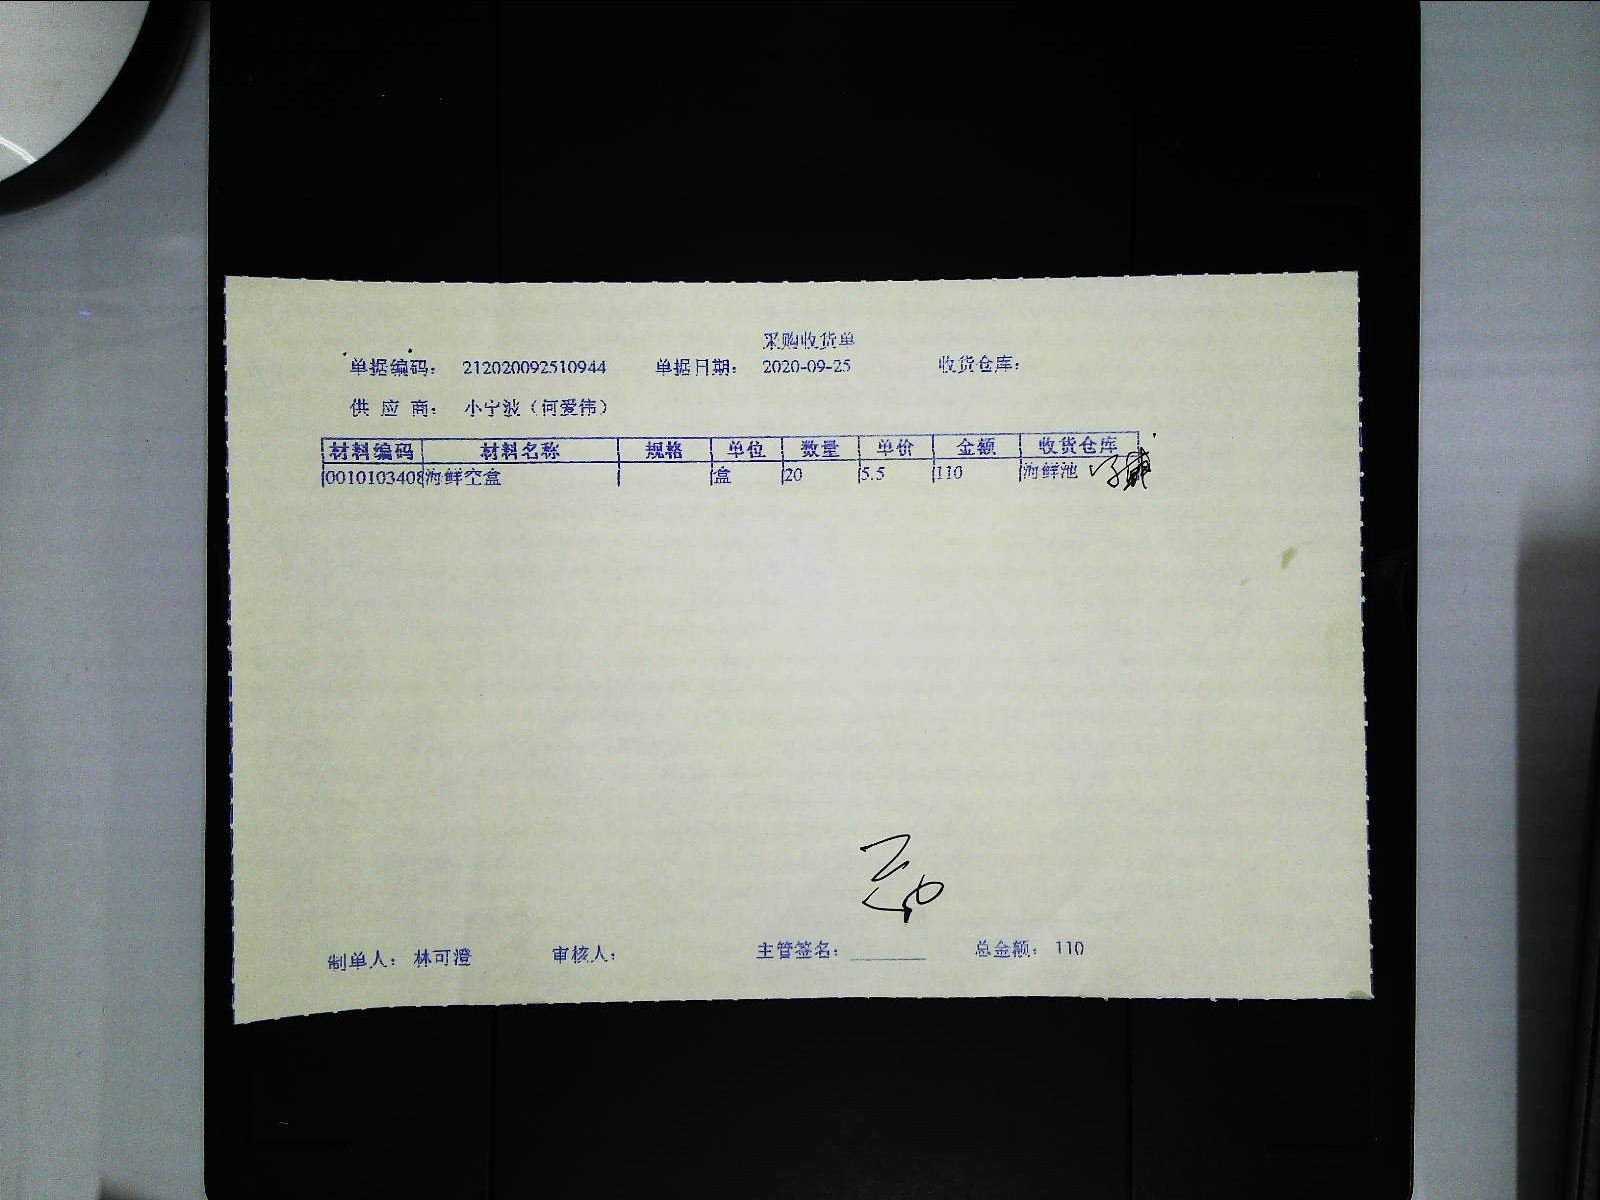 采购收货单
单据编码： 212020092510944 单据日期： 2020-09-25 收货仓库：
供 应 商： 小宁波（何爱伟）
材料编码 材料名称 规格 单位 数量 单价 金额 收货仓库
0010103408 海鲜空盒 盒 20 5.5 110 海鲜池
制单人： 林可澄 审核人： 主管签名： 总金额： 110